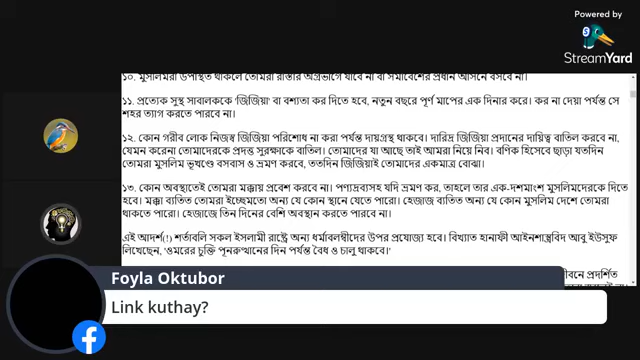 Powered by
StreamYard
১০. মুসলিমরা উপস্থিত থাকলে তোমরা রাস্তার অগ্রভাগে যাবে না বা সমাবেশের প্রধান আসনে বসবে না।
১১. প্রত্যেক সুস্থ সাবালককে 'জিজিয়া' বা বশ্যতা কর দিতে হবে, নতুন বছরে পূর্ণ মাপের এক দিনার করে। কর না দেয়া পর্যন্ত সে
শহর ত্যাগ করতে পারবে না।
১২. কোন গরীব লোক নিজস্ব জিজিয়া পরিশোধ না করা পর্যন্ত দায়গ্রস্থ থাকবে। দারিদ্র জিজিয়া প্রদানের দায়িত্ব বাতিল করবে না,
যেমন করেনা তোমাদেরকে প্রদত্ত সুরক্ষাকে বাতিল। তোমাদের যা আছে তাই আমরা নিয়ে নিব। বণিক হিসেবে ছাড়া যতদিন
তোমরা মুসলিম ভূখণ্ডে বসবাস ও ভ্রমণ করবে, ততদিন জিজিয়াই তোমাদের একমাত্র বোঝা।
১৩. কোন অবস্থাতেই তোমরা মক্কায় প্রবেশ করবে না। পণ্যদ্রব্যসহ যদি ভ্রমণ কর, তাহলে তার এক-দশমাংশ মুসলিমদেরকে দিতে
হবে। মক্কা ব্যতিত তোমরা ইচ্ছেমতো অন্য যে কোন স্থানে যেতে পারো। হেজাজ ব্যতিত অন্য যে কোন মুসলিম দেশে তোমরা
থাকতে পারো। হেজাজে তিন দিনের বেশি অবস্থান করতে পারবে না।
এই আদর্শ(!) শর্তাবলি সকল ইসলামী রাষ্ট্রে অন্য ধর্মাবলম্বীদের উপর প্রযোজ্য হবে। বিখ্যাত হানাফী আইনশাস্ত্রবিদ আবু ইউসুফ
লিখেছেন, 'ওমরের চুক্তি পুনরুত্থানের দিন পর্যন্ত বৈধ ও চালু থাকবে।'
জীবনে প্রদর্শিত
Foyla Oktubor
Link kuthay?